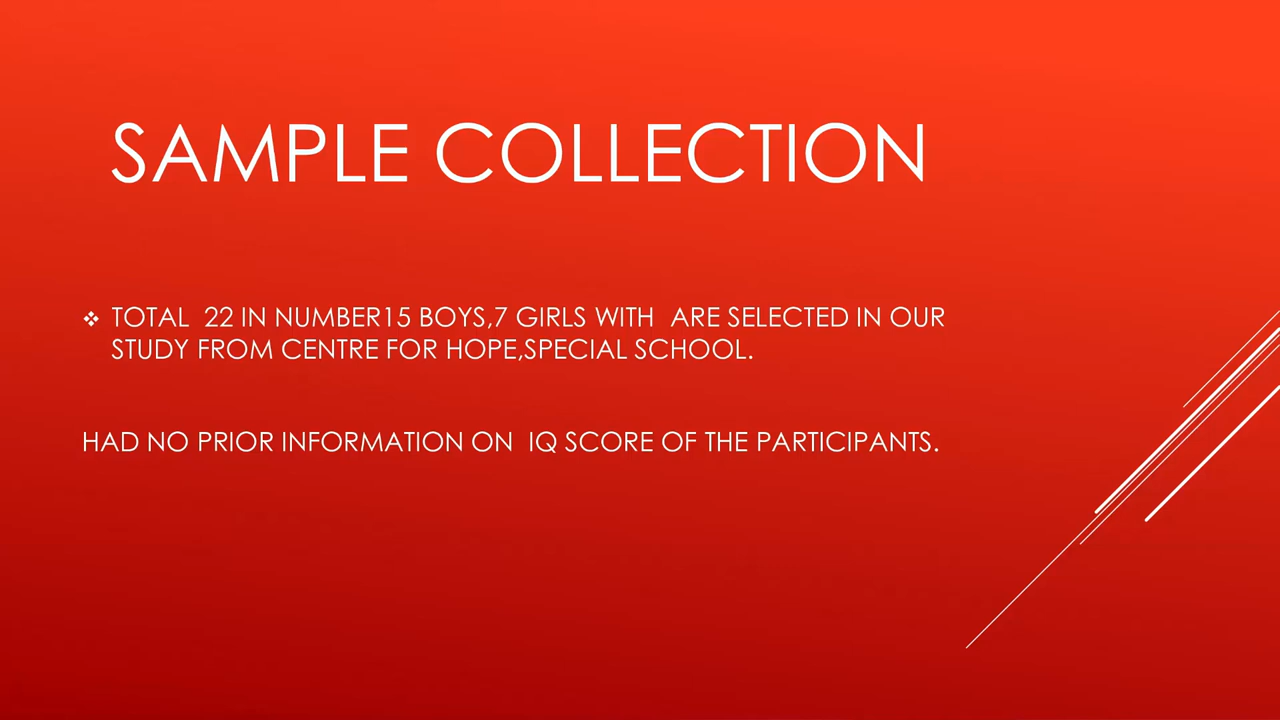 SAMPLE COLLECTION
❖ TOTAL  22 IN NUMBER15 BOYS,7 GIRLS WITH  ARE SELECTED IN OUR
STUDY FROM CENTRE FOR HOPE,SPECIAL SCHOOL.
HAD NO PRIOR INFORMATION ON  IQ SCORE OF THE PARTICIPANTS.